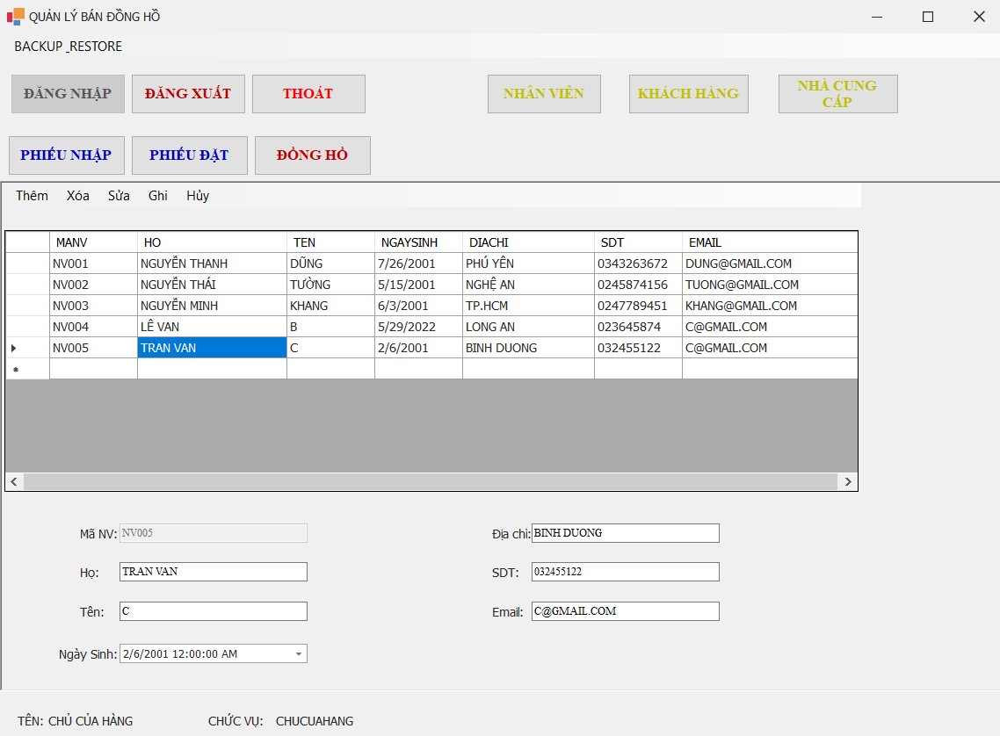 QUẢN LÝ BÁN ĐỒNG HỒ
BACKUP _RESTORE
ĐĂNG NHẬP ĐĂNG XUẤT THOÁT NHÂN VIÊN KHÁCH HÀNG NHÀ CUNG CẤP
PHIẾU NHẬP PHIẾU ĐẶT ĐỒNG HỒ
Thêm Xóa Sửa Ghi Hủy
MANV HO TEN NGAYSINH DIACHI SDT EMAIL
NV001 NGUYỄN THANH DŨNG 7/26/2001 PHÚ YÊN 0343263672 DUNG@GMAIL.COM
NV002 NGUYỄN THÁI TƯỜNG 5/15/2001 NGHỆ AN 0245874156 TUONG@GMAIL.COM
NV003 NGUYỄN MINH KHANG 6/3/2001 TP.HCM 0247789451 KHANG@GMAIL.COM
NV004 LÊ VAN B 5/29/2022 LONG AN 023645874 C@GMAIL.COM
NV005 TRAN VAN C 2/6/2001 BINH DUONG 032455122 C@GMAIL.COM
Mã NV: NV005 Địa chỉ: BINH DUONG
Họ: TRAN VAN SDT: 032455122
Tên: C Email: C@GMAIL.COM
Ngày Sinh: 2/6/2001 12:00:00 AM
TÊN: CHỦ CỦA HÀNG CHỨC VỤ: CHUCUAHANG